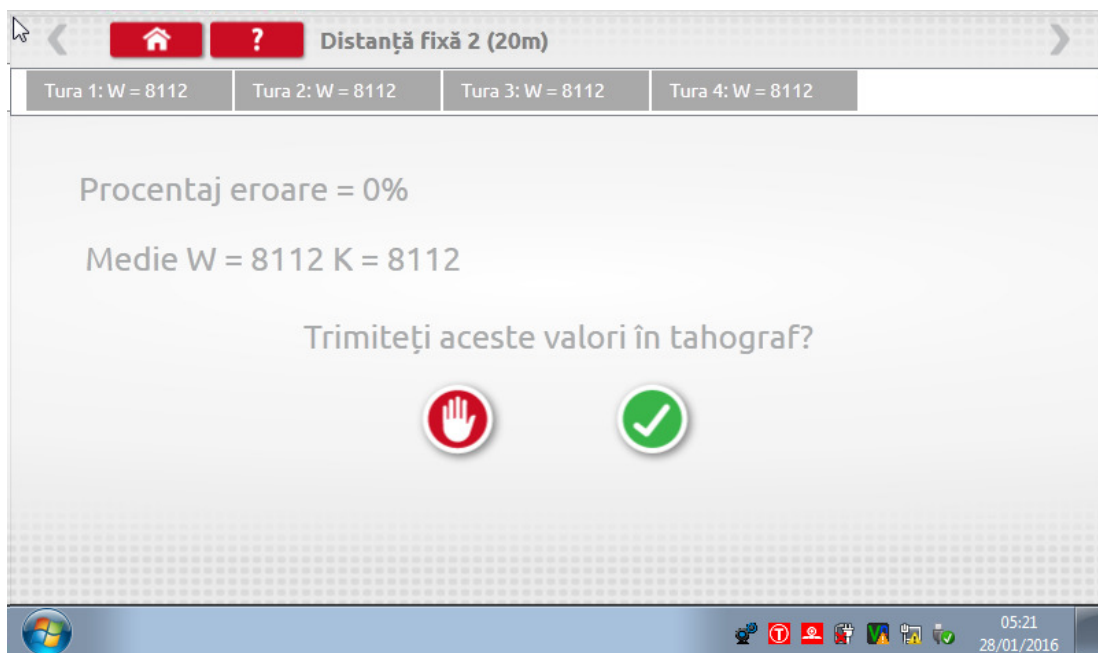 ? Distanță fixă 2 (20m)
Tura 1: W = 8112 Tura 2: W = 8112 Tura 3: W = 8112 Tura 4: W = 8112
Procentaj eroare = 0%
Medie W = 8112 K = 8112
Trimiteți aceste valori în tahograf?
05:21
28/01/2016